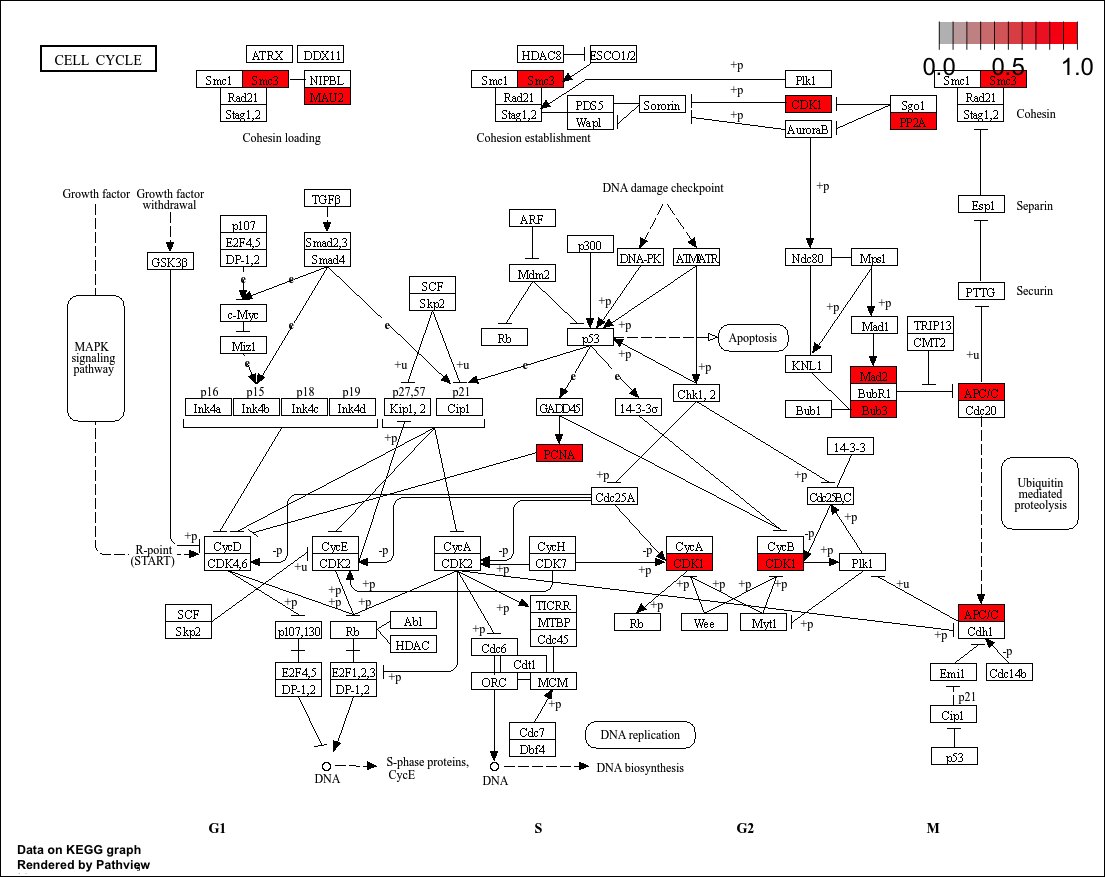 CELL CYCLE
ATRX
DDX11
Smc1
Smc3
NIPBL
MAU2
Rad21
Stag1,2
Cohesin loading
HDAC8
ESCO1/2
Smc1
Smc3
Rad21
Stag1,2
PDS5
Wapl
Sororin
Cohesion establishment
+p
Plk1
+p
CDK1
+p
AuroraB
Sgo1
PP2A
0.0
0.5
1.0
Smc1
Smc3
Rad21
Stag1,2
Cohesin
Growth factor
Growth factor
withdrawal
GSK3β
p107
E2F4,5
DP-1,2
TGFβ
Smad2,3
Smad4
e
e
c-Myc
Miz1
e
e
e
MAPK
signaling
pathway
SCF
Skp2
+u
+u
ARF
Mdm2
Rb
p300
p53
DNA damage checkpoint
DNA-PK
ATM/ATR
+p
+p
+p
+p
Apoptosis
+p
Ndc80
Mps1
+p
+p
Mad1
KNL1
Mad2
BubR1
Bub3
Bub1
TRIP13
CMT2
Esp1
Separin
PTTG
Securin
+u
APC/C
Cdc20
p16
p15
p18
p19
Ink4a
Ink4b
Ink4c
Ink4d
p27,57
p21
Kip1, 2
Cip1
+p
e
e
e
GADD45
14-3-3σ
Chk1, 2
PCNA
+p
Cdc25A
+p
14-3-3
Cdc25B,C
+p
Ubiquitin
mediated
proteolysis
R-point
(START)
+p
CycD
CDK4,6
-p
+u
CycE
CDK2
-p
CycA
CDK2
-p
+p
CycH
CDK7
-p
CycA
CDK1
CycB
CDK1
-p
+p
Plk1
+u
SCF
Skp2
+p
+p
+p
+p
p107,130
Rb
Abl
HDAC
E2F4,5
DP-1,2
E2F1,2,3
DP-1,2
+p
+p
+p
Cdc6
ORC
Cdt1
MCM
TICRR
MTBP
Cdc45
+p
Cdc7
Dbf4
+p
+p
+p
+p
Rb
Wee
Myt1
+p
+p
APC/C
Cdh1
-p
Emi1
Cdc14b
p21
Cip1
p53
DNA replication
DNA
S-phase proteins,
CycE
DNA
DNA biosynthesis
G1
S
G2
M
Data on KEGG graph
Rendered by Pathview